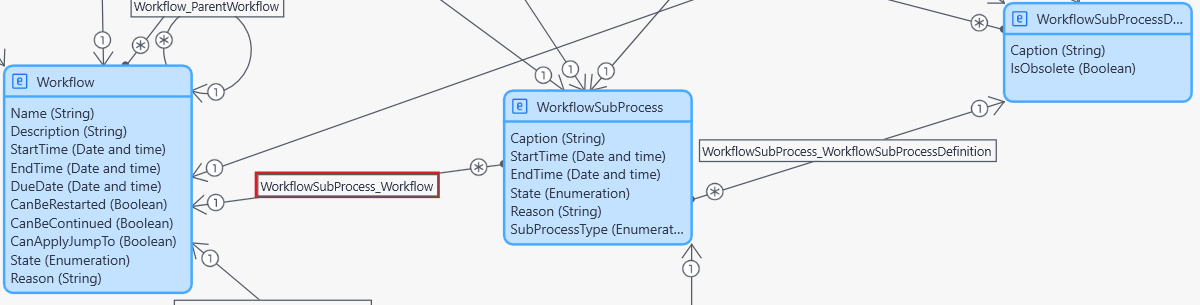 Workflow_ParentWorkflow
WorkflowSubProcessD...
Caption (String)
IsObsolete (Boolean)
1
*
*
1
*
Workflow
Name (String)
Description (String)
StartTime (Date and time)
EndTime (Date and time)
DueDate (Date and time)
CanBeRestarted (Boolean)
CanBeContinued (Boolean)
CanApplyJumpTo (Boolean)
State (Enumeration)
Reason (String)
1
1
1
1
WorkflowSubProcess_Workflow
*
1
1
1
WorkflowSubProcess
Caption (String)
StartTime (Date and time)
EndTime (Date and time)
State (Enumeration)
Reason (String)
SubProcessType (Enumerat...
1
*
WorkflowSubProcess_WorkflowSubProcessDefinition
1